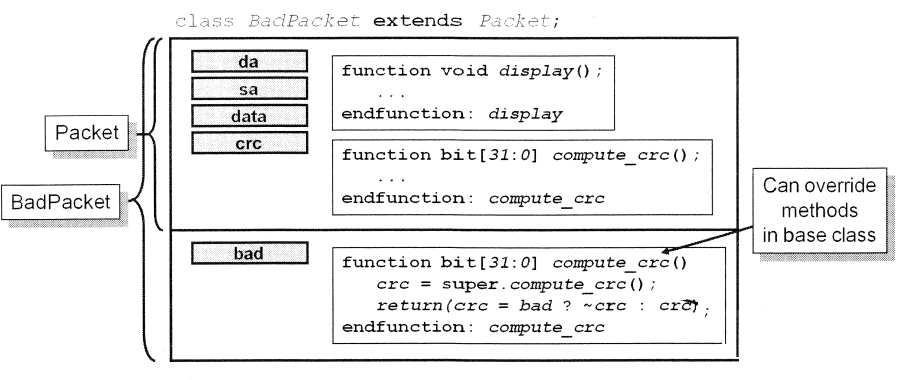 class BadPacket extends Packet;
da
sa
data
crc
function void display();
...
endfunction: display
function bit[31:0] compute_crc();
...
endfunction: compute_crc
Packet
BadPacket
Can override
methods
in base class
bad
function bit[31:0] compute_crc()
crc = super.compute_crc();
return(crc = bad ? ~crc : crc);
endfunction: compute_crc